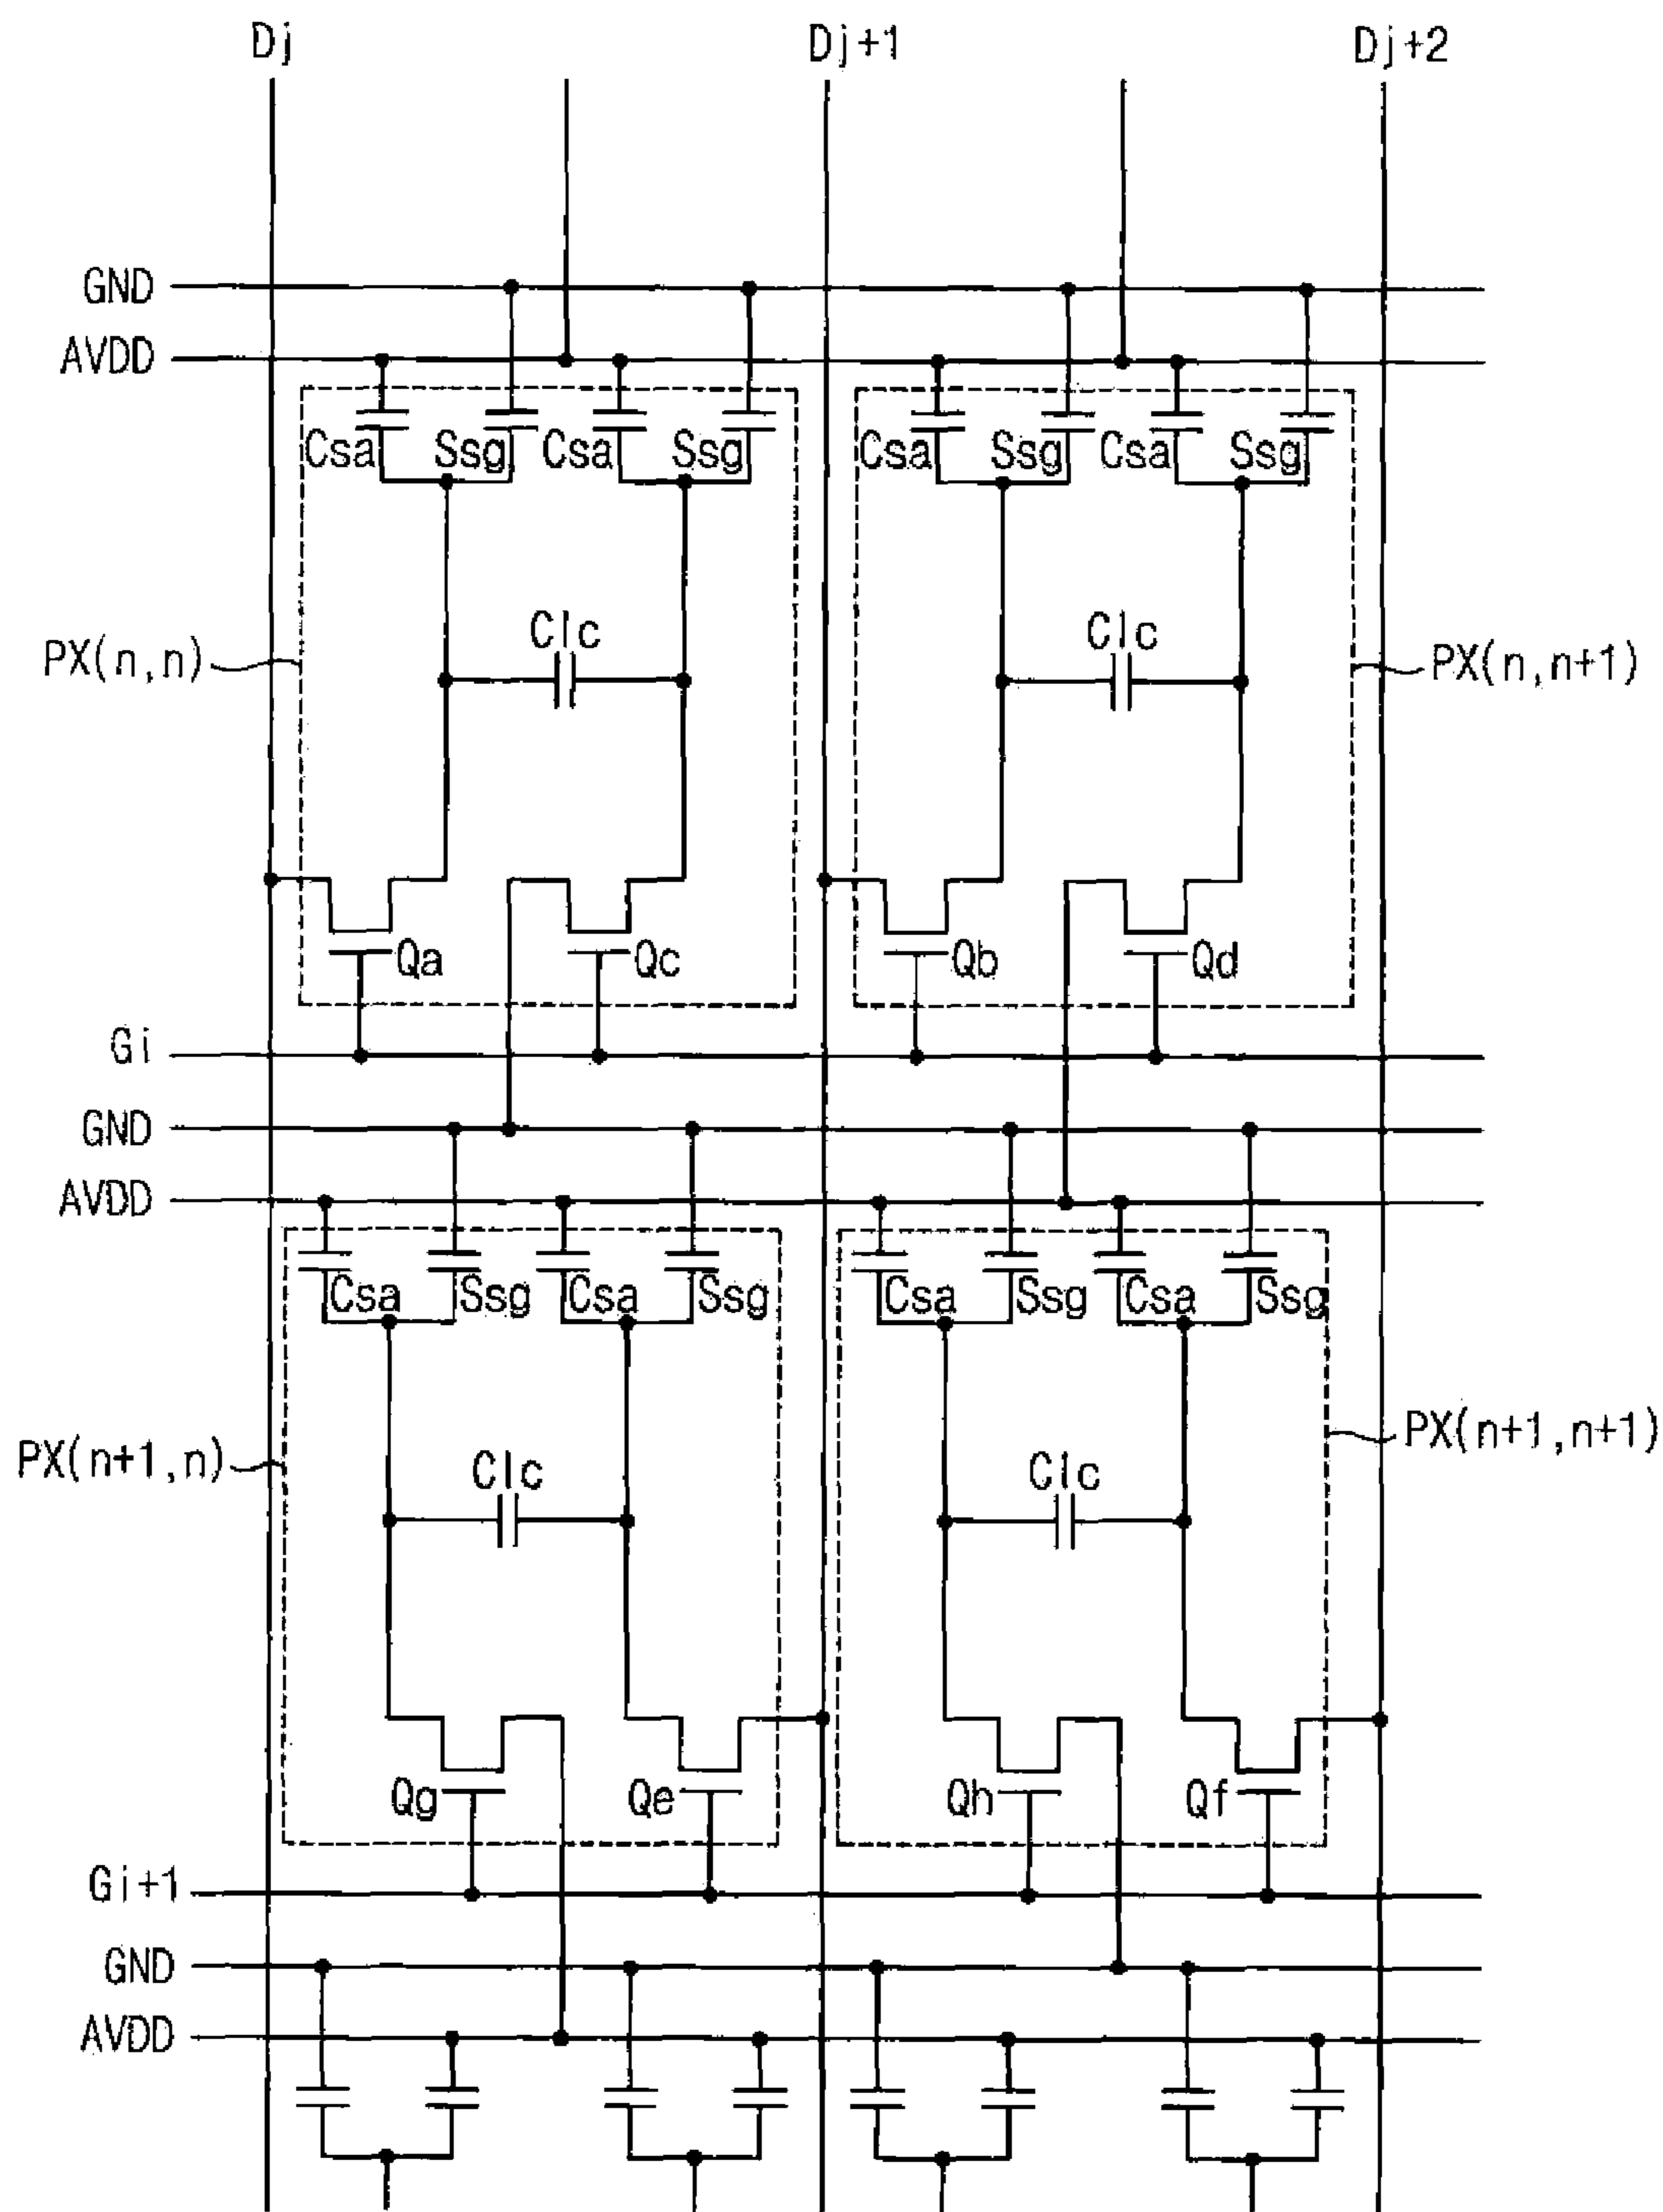 Dj Dj+1 Dj+2
GND
AVDD
Csa Ssg Csa Ssg Csa Ssg Csa Ssg
Clc Clc
PX(n,n) PX(n,n+1)
Qa Qc Qb Qd
Gi
GND
AVDD
Csa Ssg Csa Ssg Csa Ssg Csa Ssg
Clc Clc
PX(n+1,n) PX(n+1,n+1)
Qg Qe Qh Qf
Gi+1
GND
AVDD